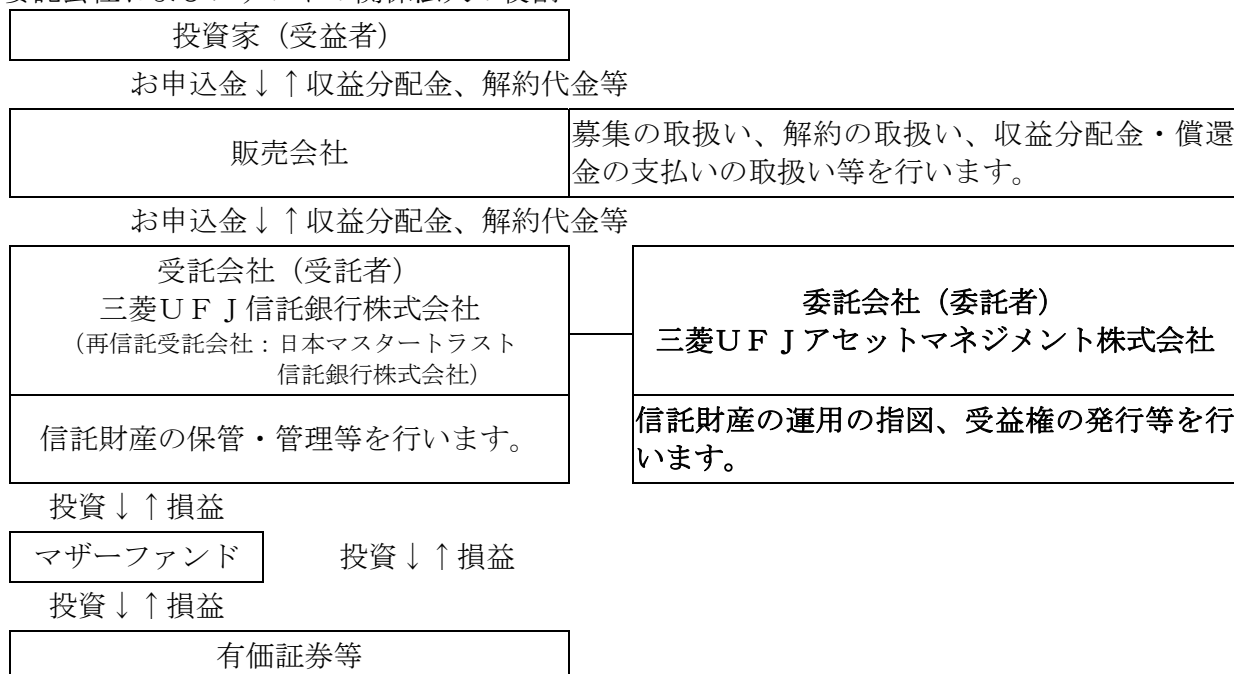 投資家（受益者）
お申込金↓↑収益分配金、解約代金等
販売会社
募集の取扱い、解約の取扱い、収益分配金・償還
金の支払いの取扱い等を行います。
お申込金↓↑収益分配金、解約代金等
受託会社（受託者）
三菱ＵＦＪ信託銀行株式会社
（再信託受託会社：日本マスタートラスト
信託銀行株式会社）
委託会社（委託者）
三菱ＵＦＪアセットマネジメント株式会社
信託財産の保管・管理等を行います。
信託財産の運用の指図、受益権の発行等を行
います。
投資↓↑損益
マザーファンド　　投資↓↑損益
投資↓↑損益
有価証券等